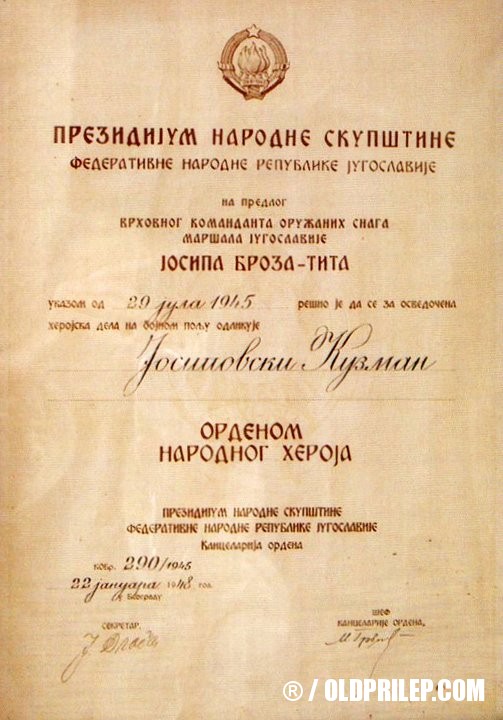 ПРЕЗИДИЈУМ НАРОДНЕ СКУПШТИНЕ
ФЕДЕРАТИВНЕ НАРОДНЕ РЕПУБЛИКЕ ЈУГОСЛАВИЈЕ
НА ПРЕДЛОГ
ВРХОВНОГ КОМАНДАНТА ОРУЖАНИХ СНАГА
МАРШАЛА ЈУГОСЛАВИЈЕ
ЈОСИПА БРОЗА-ТИТА
указом од 29 јула 1945 решио је да се за осведочена
херојска дела на бојном пољу одликује
Јосиповски Кузман
ОРДЕНОМ
НАРОДНОГ ХЕРОЈА
ПРЕЗИДИЈУМ НАРОДНЕ СКУПШТИНЕ
ФЕДЕРАТИВНЕ НАРОДНЕ РЕПУБЛИКЕ ЈУГОСЛАВИЈЕ
Канцеларија ордена
290/1945
22 јануара 1948 год.
у Београду
СЕКРЕТАР,
ШЕФ
КАНЦЕЛАРИЈЕ ОРДЕНА,
® / OLDPRILEP.COM